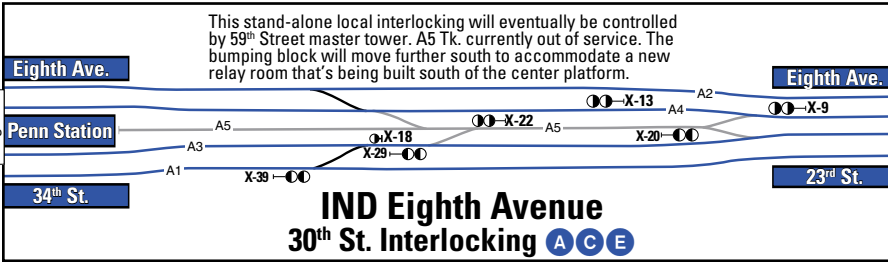 This stand-alone local interlocking will eventually be controlled
by 59th Street master tower. A5 Tk. currently out of service. The
bumping block will move further south to accommodate a new
relay room that's being built south of the center platform.
Eighth Ave.
Eighth Ave.
A2
X-13
X-9
A4
X-22
Penn Station
A5
A5
X-18
X-20
A3
X-29
A1
X-39
34th St.
23rd St.
IND Eighth Avenue
30th St. Interlocking A C E